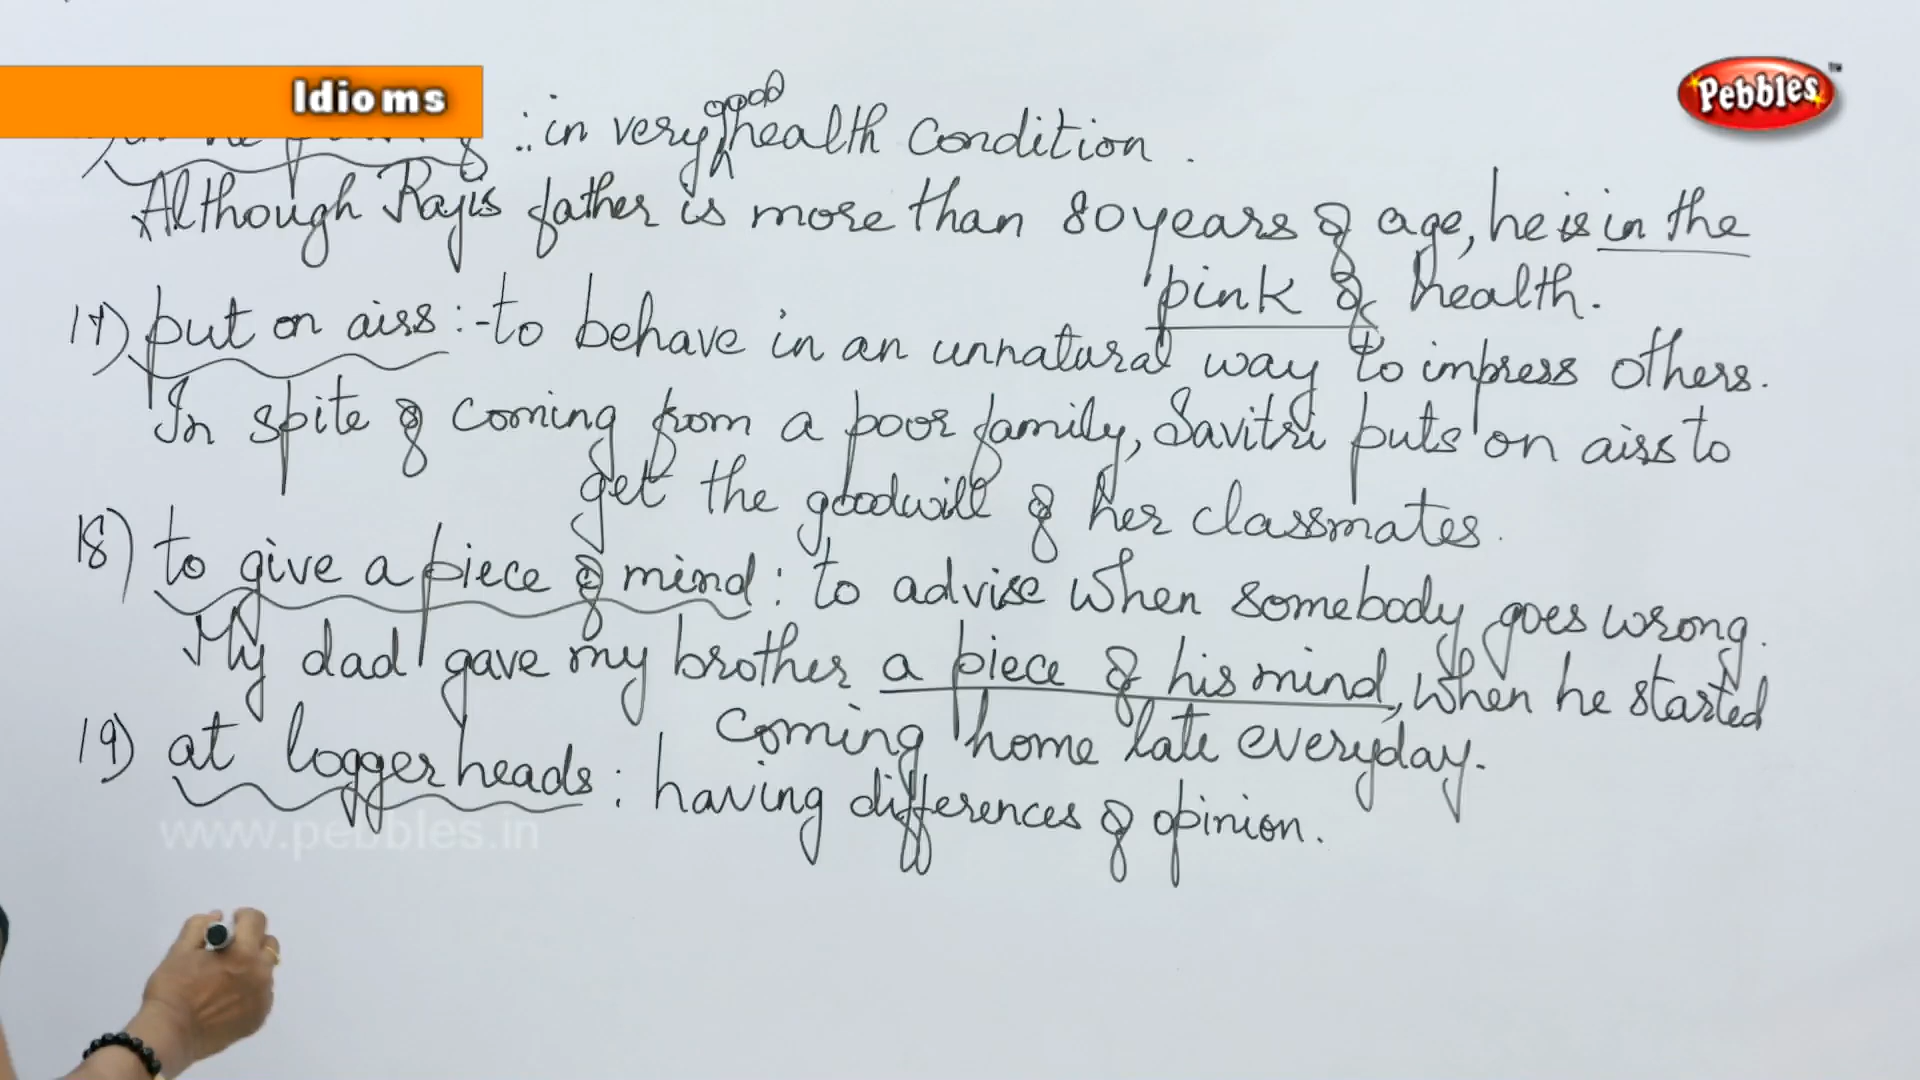 Idioms
Pebbles™
:- in very good health condition.
Although Raji's father is more than 80 years of age, he is in the
pink of health.
17) put on airs :- to behave in an unnatural way to impress others.
In spite of coming from a poor family, Savitri puts on airs to
get the goodwill of her classmates.
18) to give a piece of mind : to advise when somebody goes wrong.
My dad gave my brother a piece of his mind, when he started
coming home late everyday.
19) at loggerheads : having differences of opinion.
www.pebbles.in